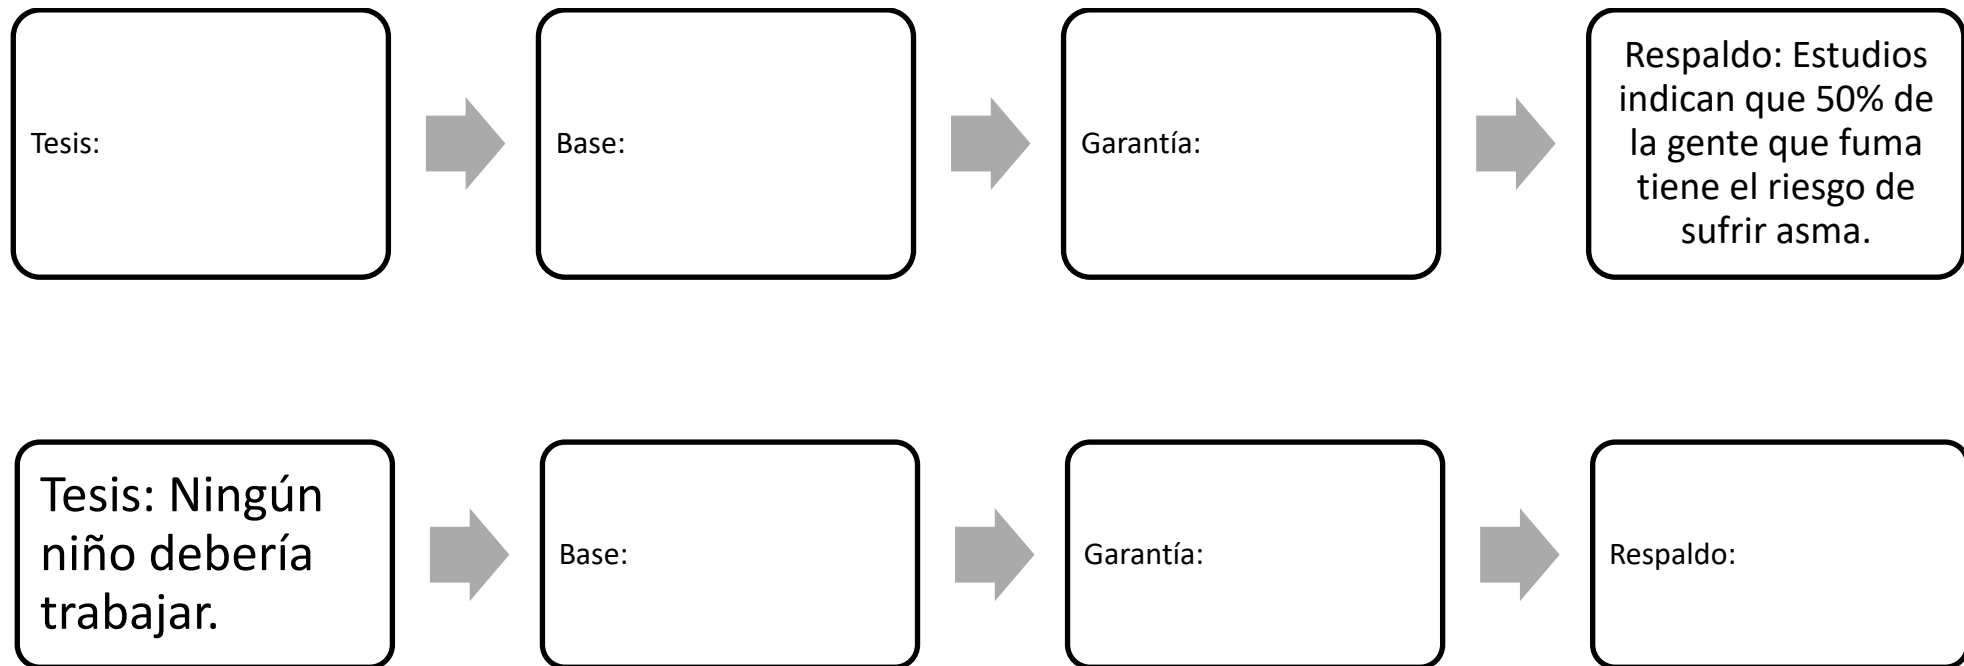 Tesis:
Base:
Garantía:
Respaldo: Estudios
indican que 50% de
la gente que fuma
tiene el riesgo de
sufrir asma.
Tesis: Ningún
niño debería
trabajar.
Base:
Garantía:
Respaldo: